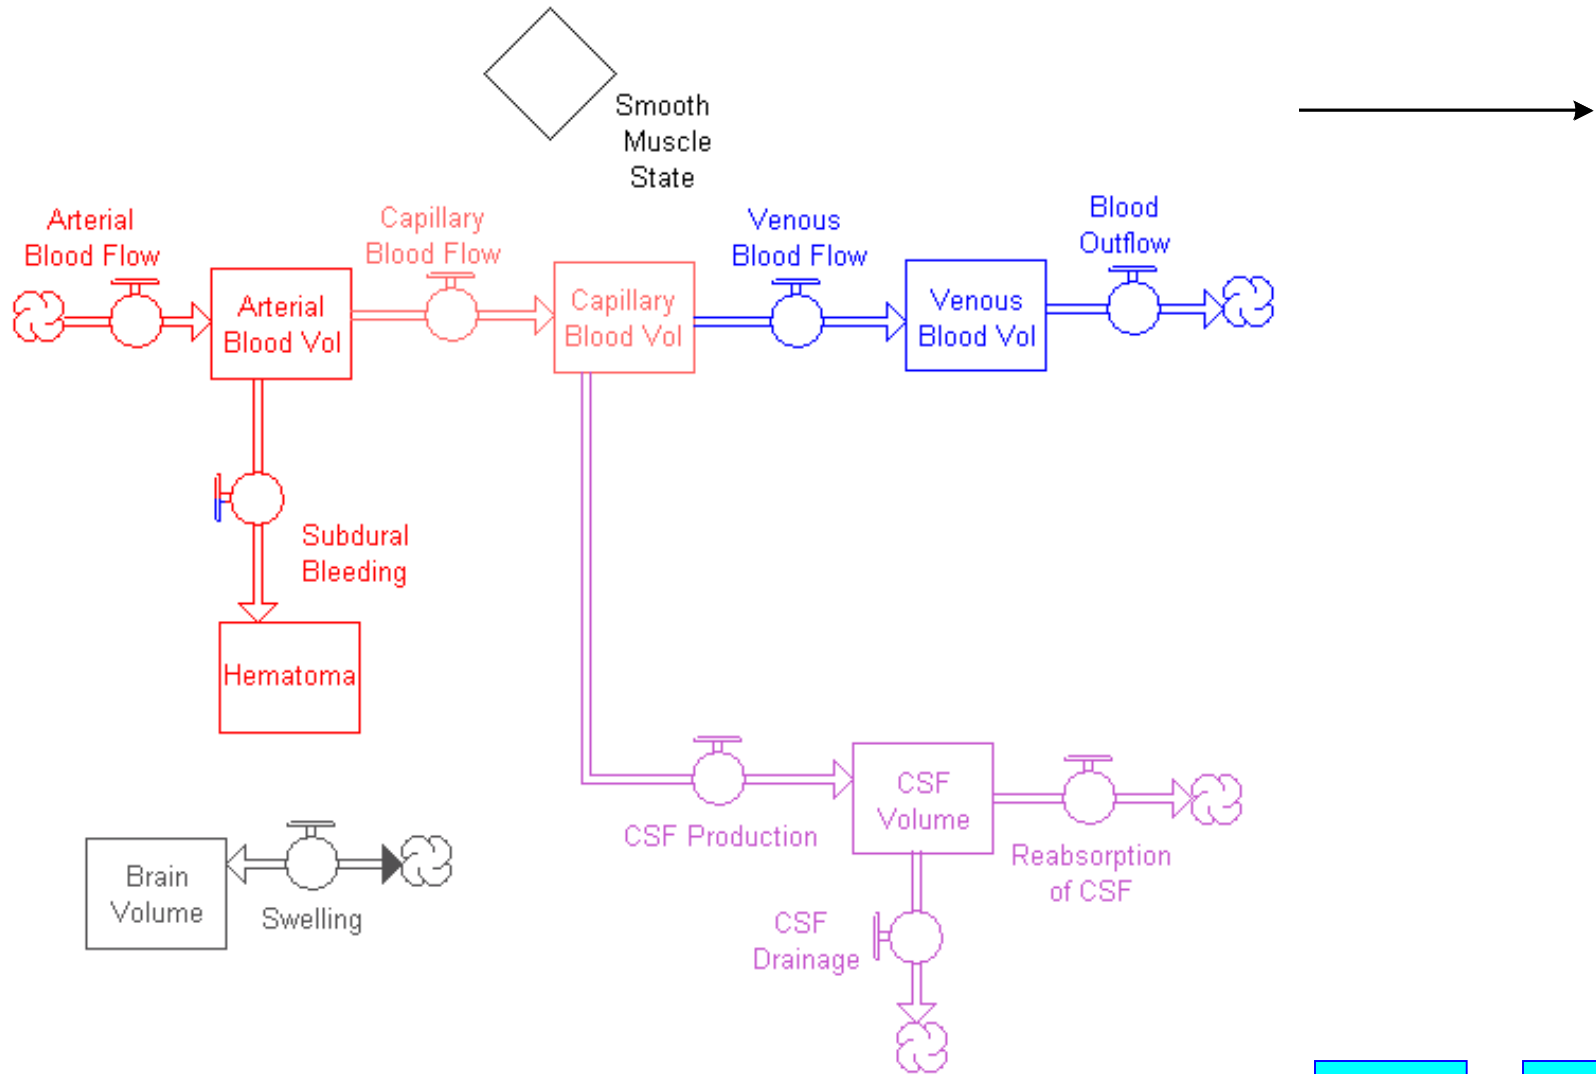 Smooth
Muscle
State
Arterial
Blood Flow
Capillary
Blood Flow
Venous
Blood Flow
Blood
Outflow
Arterial
Blood Vol
Capillary
Blood Vol
Venous
Blood Vol
Subdural
Bleeding
Hematoma
CSF Production
CSF
Volume
Reabsorption
of CSF
Brain
Volume
Swelling
CSF
Drainage